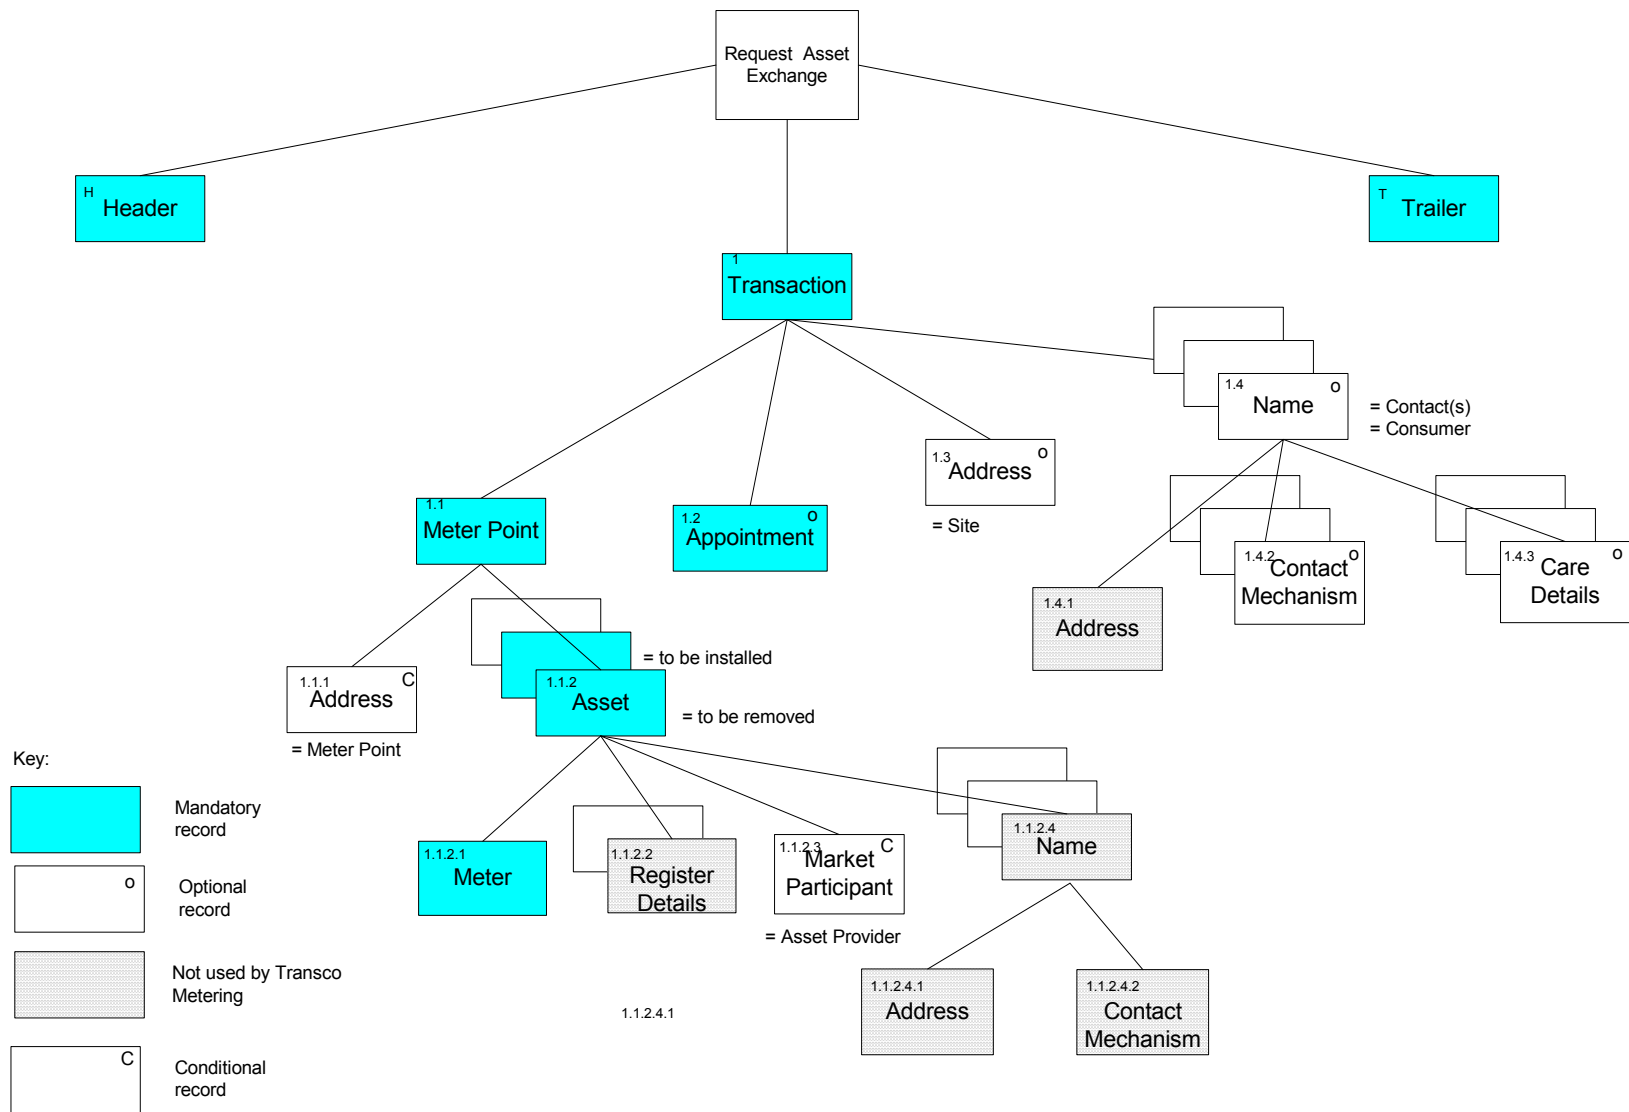 Request Asset
Exchange
H
Header
T
Trailer
1
Transaction
1.4
o
Name
= Contact(s)
= Consumer
1.3
o
Address
= Site
1.1
Meter Point
1.2
o
Appointment
1.4.2
o
Contact
Mechanism
1.4.3
o
Care
Details
1.4.1
Address
= to be installed
1.1.1
C
Address
= Meter Point
1.1.2
Asset
= to be removed
Key:
Mandatory
record
o
Optional
record
Not used by Transco
Metering
C
Conditional
record
1.1.2.1
Meter
1.1.2.2
Register
Details
1.1.2.3
C
Market
Participant
= Asset Provider
1.1.2.4
Name
1.1.2.4.1
Address
1.1.2.4.2
Contact
Mechanism
1.1.2.4.1